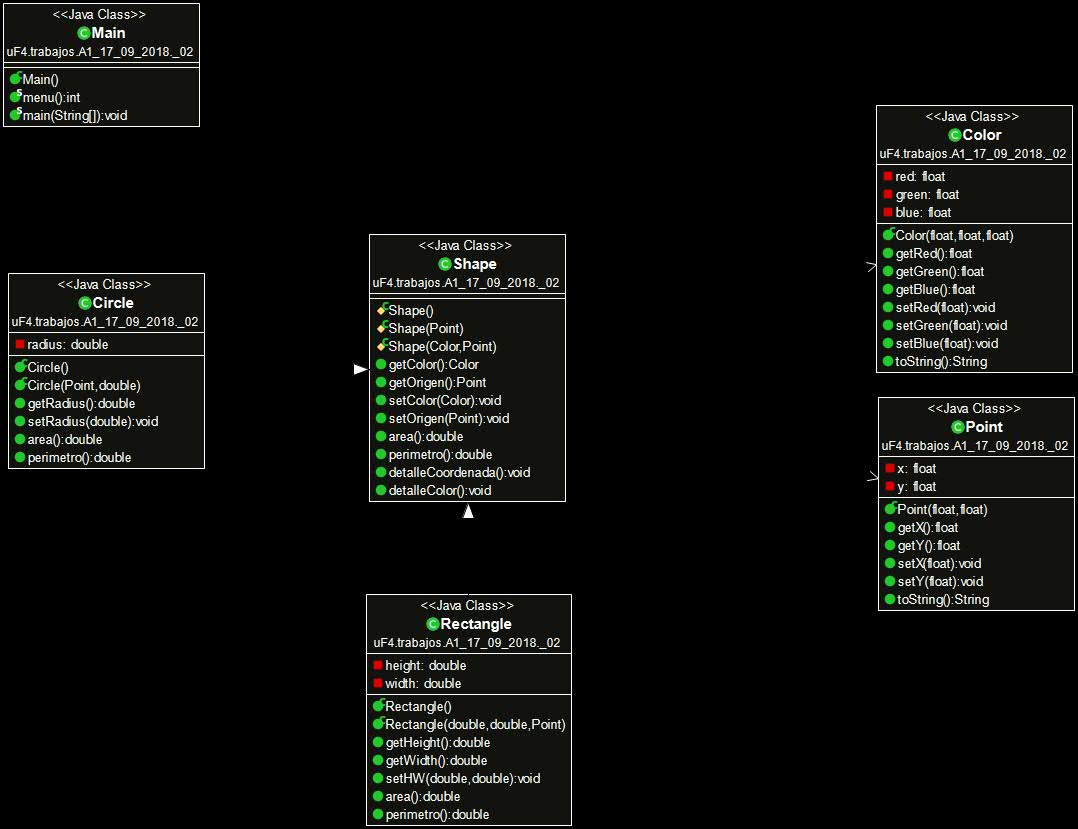 <<Java Class>>
Main
uF4.trabajos.A1_17_09_2018._02
Main()
menu():int
main(String[]):void
<<Java Class>>
Color
uF4.trabajos.A1_17_09_2018._02
red: float
green: float
blue: float
Color(float,float,float)
getRed():float
getGreen():float
getBlue():float
setRed(float):void
setGreen(float):void
setBlue(float):void
toString():String
<<Java Class>>
Shape
uF4.trabajos.A1_17_09_2018._02
Shape()
Shape(Point)
Shape(Color,Point)
getColor():Color
getOrigen():Point
setColor(Color):void
setOrigen(Point):void
area():double
perimetro():double
detalleCoordenada():void
detalleColor():void
<<Java Class>>
Circle
uF4.trabajos.A1_17_09_2018._02
radius: double
Circle()
Circle(Point,double)
getRadius():double
setRadius(double):void
area():double
perimetro():double
<<Java Class>>
Point
uF4.trabajos.A1_17_09_2018._02
x: float
y: float
Point(float,float)
getX():float
getY():float
setX(float):void
setY(float):void
toString():String
<<Java Class>>
Rectangle
uF4.trabajos.A1_17_09_2018._02
height: double
width: double
Rectangle()
Rectangle(double,double,Point)
getHeight():double
getWidth():double
setHW(double,double):void
area():double
perimetro():double